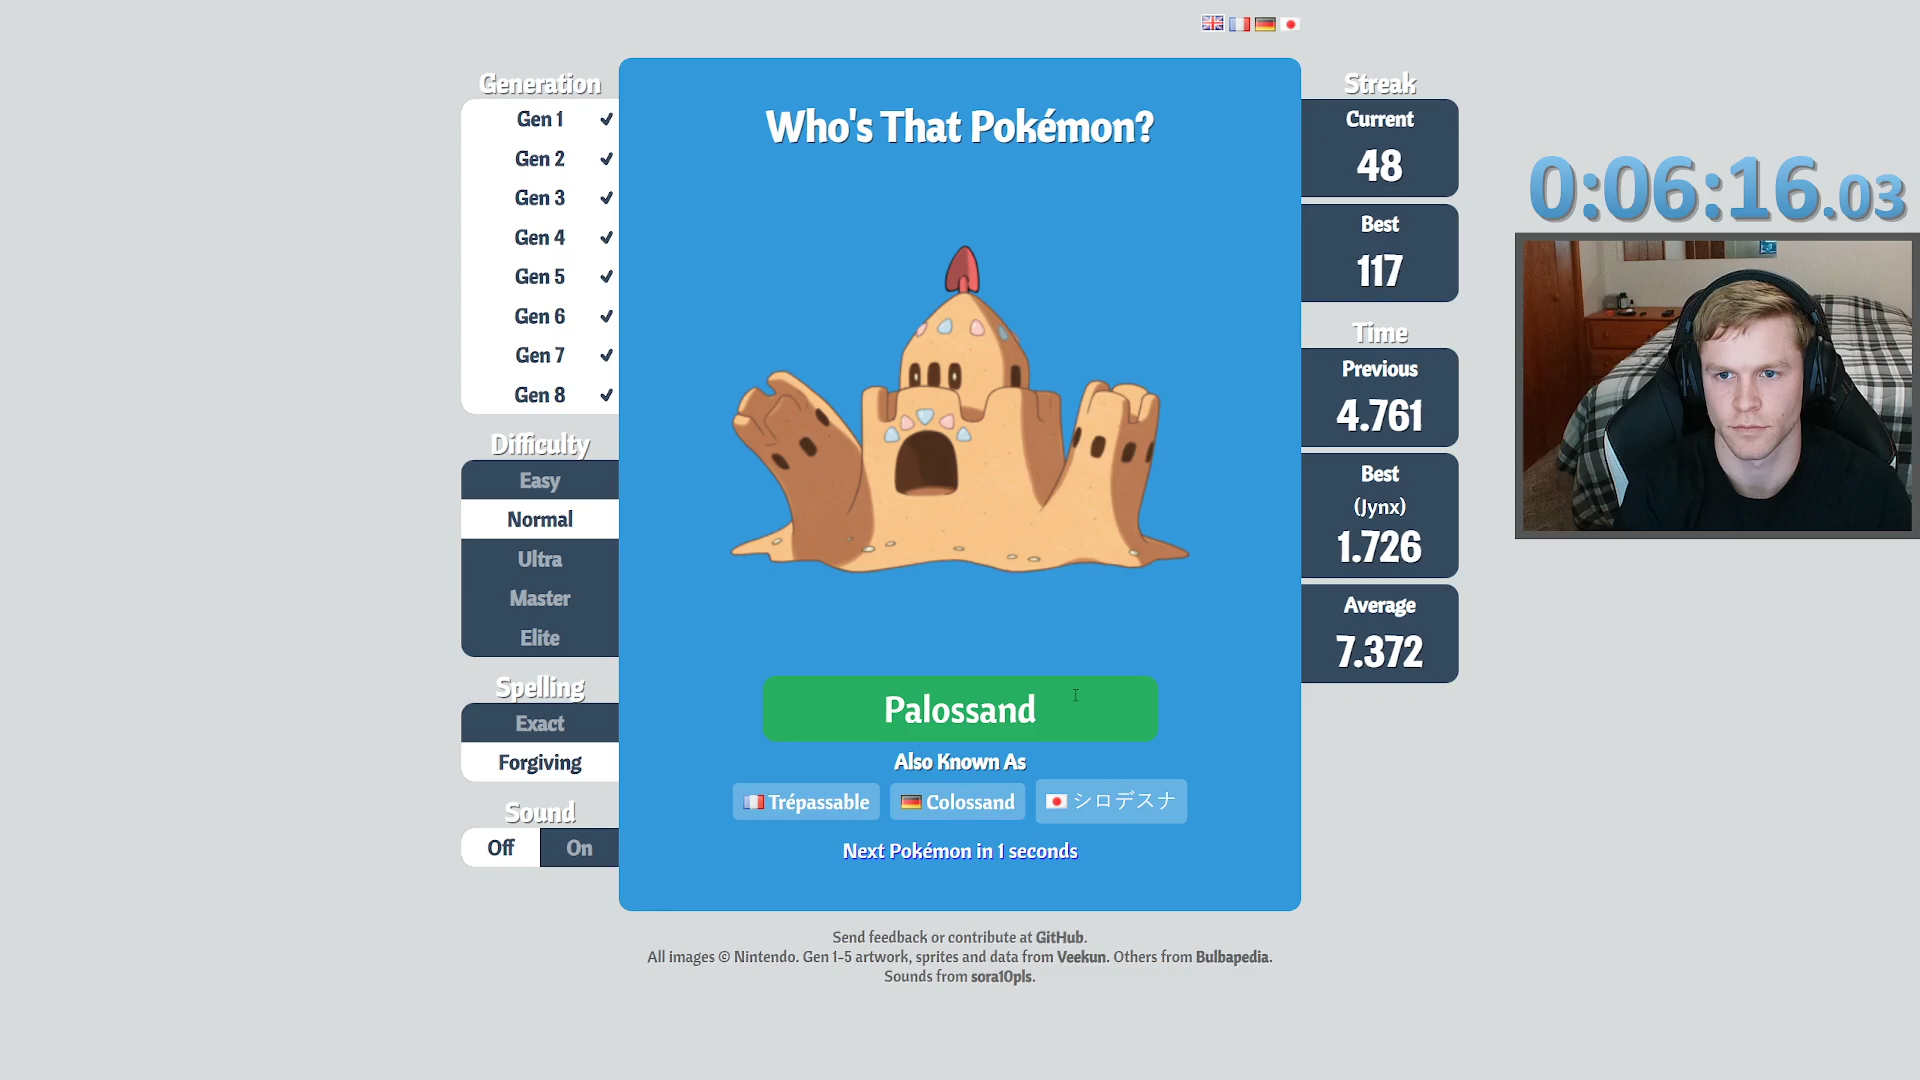 Generation
Gen 1
Gen 2
Gen 3
Gen 4
Gen 5
Gen 6
Gen 7
Gen 8
Difficulty
Easy
Normal
Ultra
Master
Elite
Spelling
Exact
Forgiving
Sound
Off On
Who's That Pokémon?
Palossand
Also Known As
Trépassable Colossand シロデスナ
Next Pokémon in 1 seconds
Streak
Current
48
Best
117
Time
Previous
4.761
Best
(Jynx)
1.726
Average
7.372
0:06:16.03
Send feedback or contribute at GitHub.
All images © Nintendo. Gen 1-5 artwork, sprites and data from Veekun. Others from Bulbapedia.
Sounds from sora10pls.